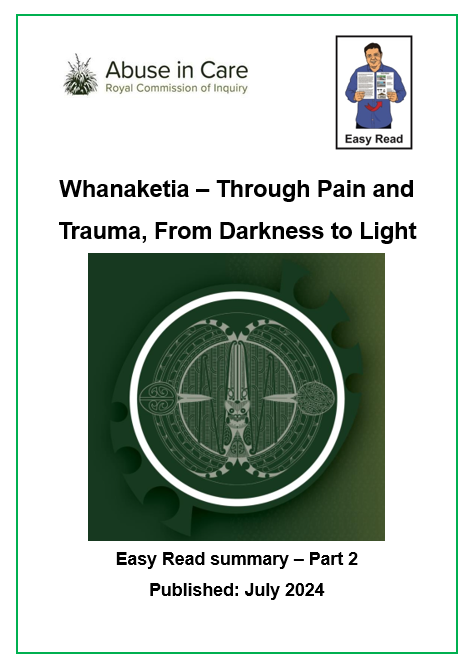 Abuse in Care
Royal Commission of Inquiry
Easy Read
Whanaketia – Through Pain and
Trauma, From Darkness to Light
Easy Read summary – Part 2
Published: July 2024